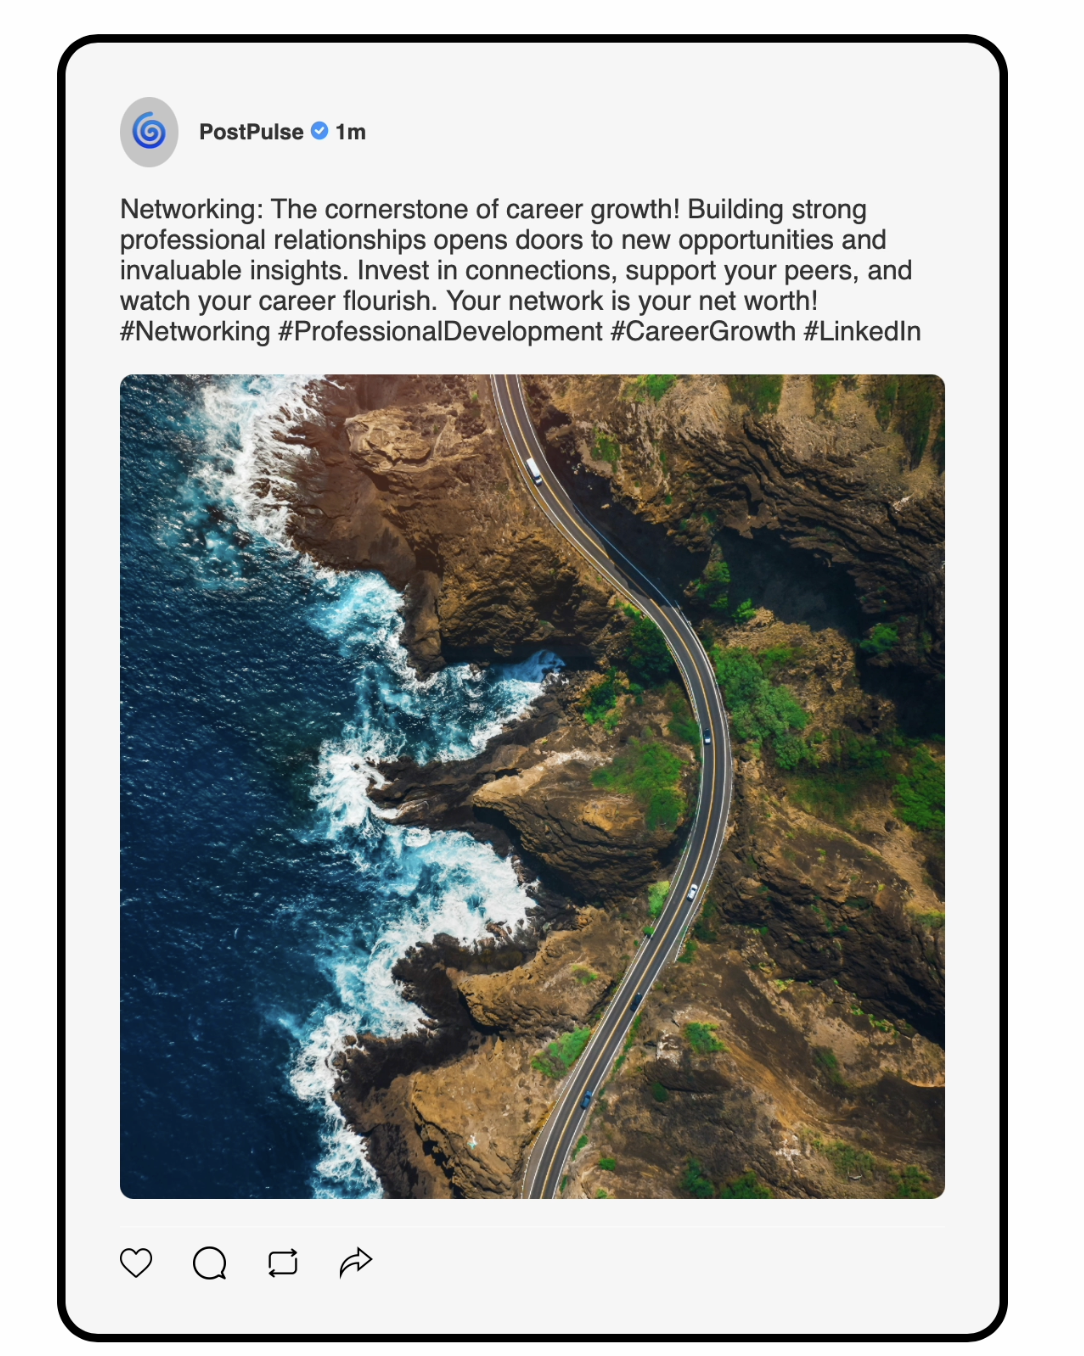 PostPulse 1m
Networking: The cornerstone of career growth! Building strong
professional relationships opens doors to new opportunities and
invaluable insights. Invest in connections, support your peers, and
watch your career flourish. Your network is your net worth!
#Networking #ProfessionalDevelopment #CareerGrowth #LinkedIn